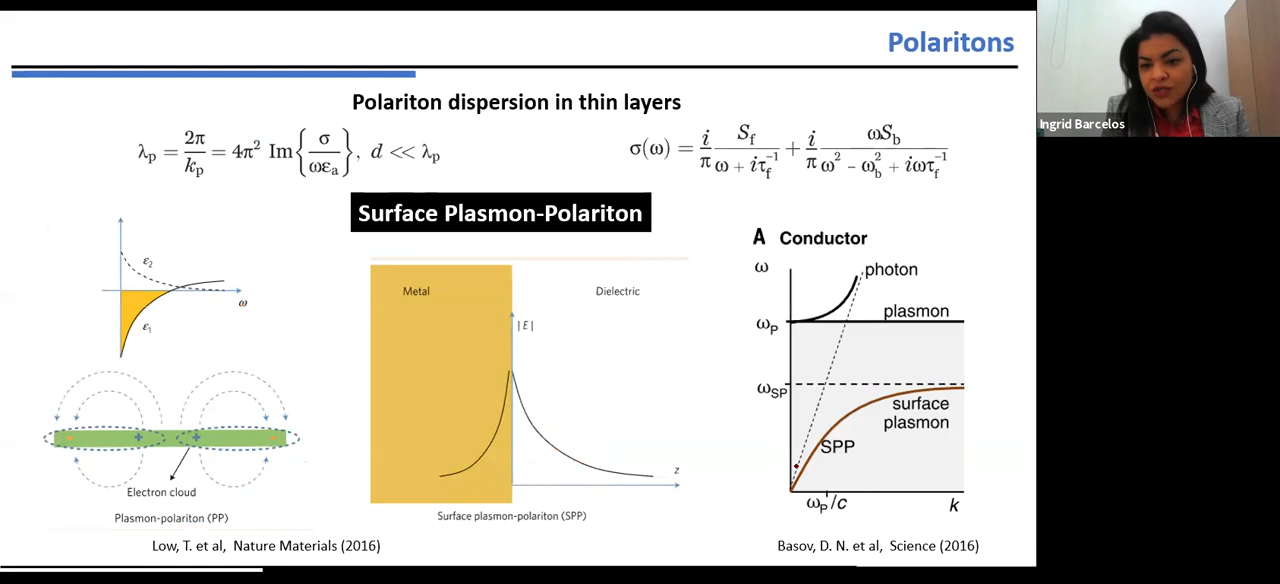 Polaritons
Polariton dispersion in thin layers
λp = 2π/kp = 4π² Im{σ/ωεa}, d << λp
σ(ω) = i/π Sf/(ω + iτf⁻¹) + i/π ωSb/(ω² − ωb² + iωτf⁻¹)
Ingrid Barcelos
Surface Plasmon-Polariton
ε2
ω
ε1
Electron cloud
Plasmon-polariton (PP)
Low, T. et al, Nature Materials (2016)
Metal
Dielectric
|E|
z
Surface plasmon-polariton (SPP)
A Conductor
ω
photon
plasmon
ωP
ωSP
surface
plasmon
SPP
ωP/c
k
Basov, D. N. et al, Science (2016)